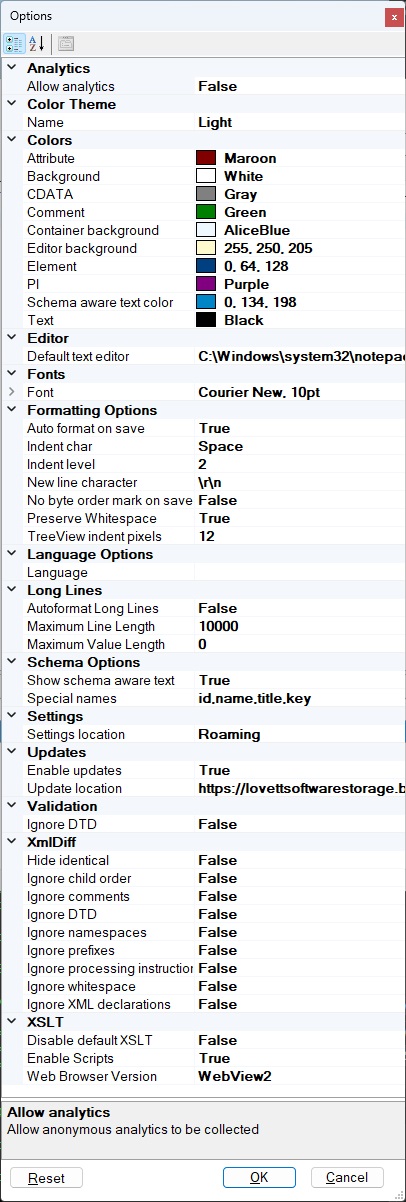 Options
Analytics
Allow analytics False
Color Theme
Name Light
Colors
Attribute Maroon
Background White
CDATA Gray
Comment Green
Container background AliceBlue
Editor background 255, 250, 205
Element 0, 64, 128
PI Purple
Schema aware text color 0, 134, 198
Text Black
Editor
Default text editor C:\Windows\system32\notepad
Fonts
Font Courier New, 10pt
Formatting Options
Auto format on save True
Indent char Space
Indent level 2
New line character \r\n
No byte order mark on save False
Preserve Whitespace True
TreeView indent pixels 12
Language Options
Language
Long Lines
Autoformat Long Lines False
Maximum Line Length 10000
Maximum Value Length 0
Schema Options
Show schema aware text True
Special names id,name,title,key
Settings
Settings location Roaming
Updates
Enable updates True
Update location https://lovettsoftwarestorage.b
Validation
Ignore DTD False
XmlDiff
Hide identical False
Ignore child order False
Ignore comments False
Ignore DTD False
Ignore namespaces False
Ignore prefixes False
Ignore processing instruction False
Ignore whitespace False
Ignore XML declarations False
XSLT
Disable default XSLT False
Enable Scripts True
Web Browser Version WebView2
Allow analytics
Allow anonymous analytics to be collected
Reset OK Cancel